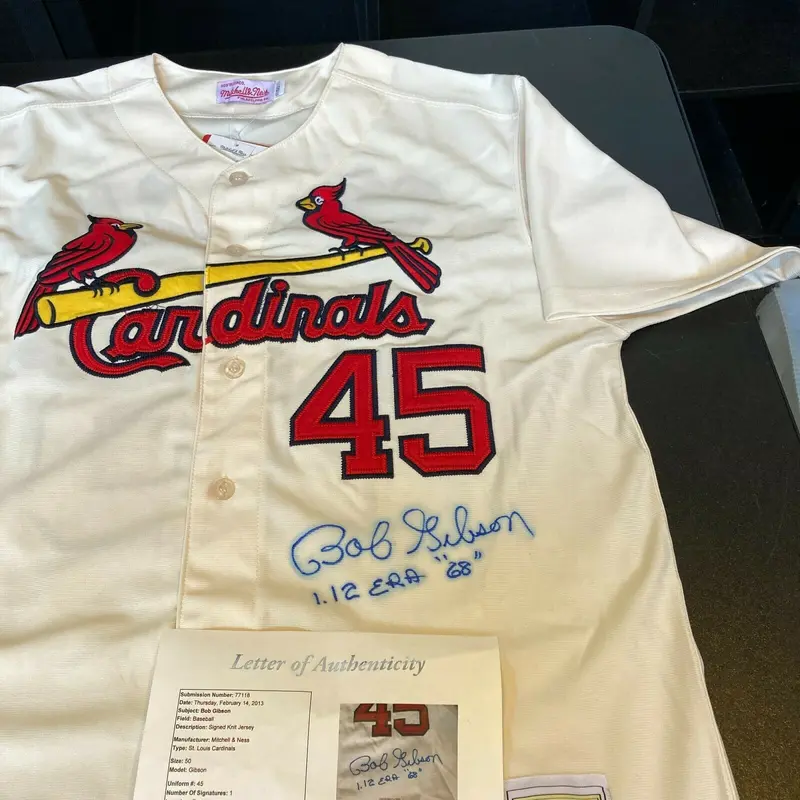 Mitchell & Ness
Cardinals
45
Bob Gibson
1.12 ERA "68"
Letter of Authenticity
Submission Number: 77118
Date: Thursday, February 14, 2013
Subject: Bob Gibson
Field: Baseball
Description: Signed Knit Jersey
Manufacturer: Mitchell & Ness
Type: St. Louis Cardinals
Size: 50
Model: Gibson
Uniform #: 45
Number Of Signatures: 1
45
Bob Gibson
1.12 ERA "68"